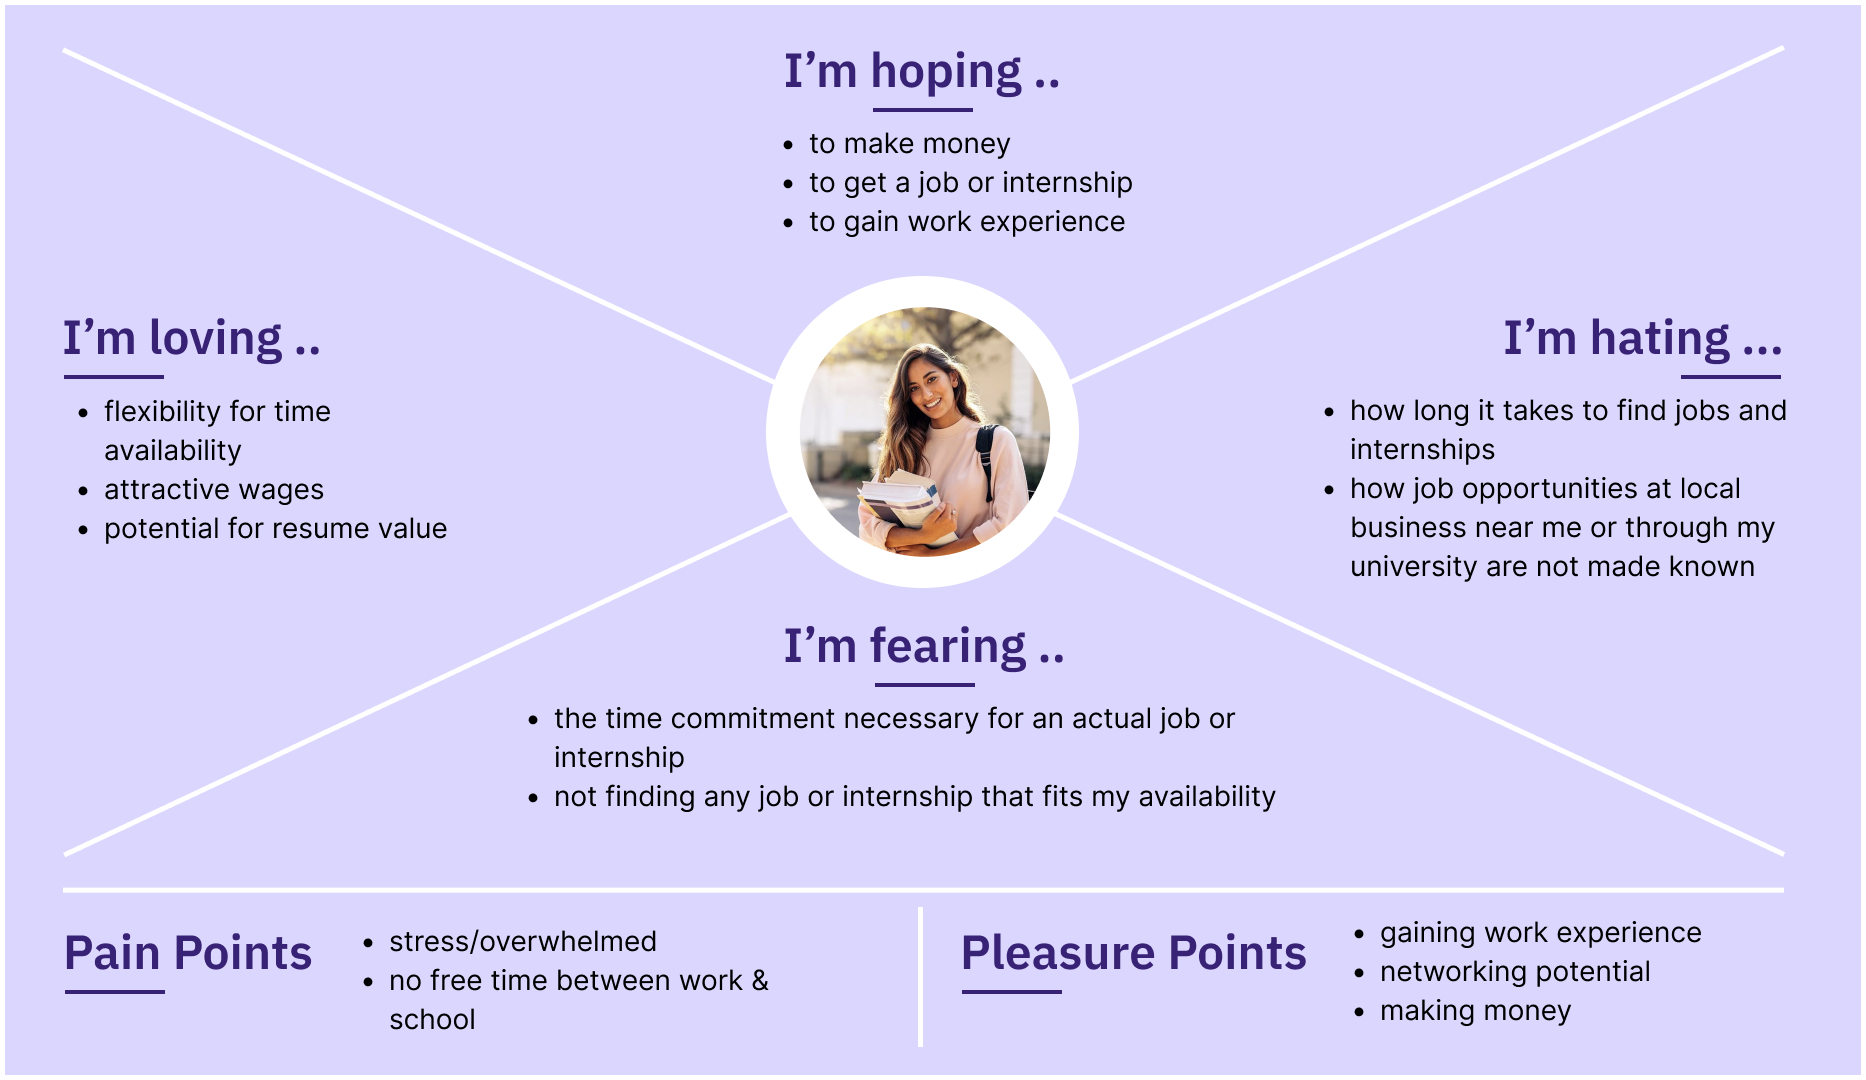 I’m hoping ..
• to make money
• to get a job or internship
• to gain work experience
I’m loving ..
• flexibility for time
availability
• attractive wages
• potential for resume value
I’m hating ...
• how long it takes to find jobs and
internships
• how job opportunities at local
business near me or through my
university are not made known
I’m fearing ..
• the time commitment necessary for an actual job or
internship
• not finding any job or internship that fits my availability
Pain Points
• stress/overwhelmed
• no free time between work &
school
Pleasure Points
• gaining work experience
• networking potential
• making money